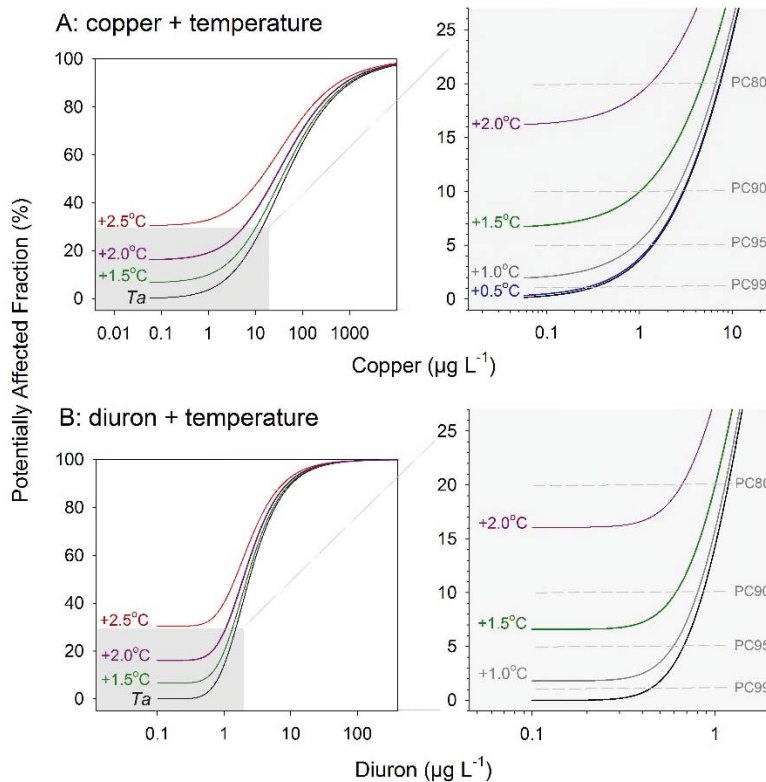 A: copper + temperature
Potentially Affected Fraction (%)
100
80
60
40
20
0
+2.5°C
+2.0°C
+1.5°C
Ta
0.01 0.1 1 10 100 1000
25
20
15
10
5
0
+2.0°C
+1.5°C
+1.0°C
+0.5°C
PC80
PC90
PC95
PC99
0.1 1 10
Copper (µg L⁻¹)
B: diuron + temperature
100
80
60
40
20
0
+2.5°C
+2.0°C
+1.5°C
Ta
0.1 1 10 100
25
20
15
10
5
0
+2.0°C
+1.5°C
+1.0°C
PC80
PC90
PC95
PC99
0.1 1
Diuron (µg L⁻¹)